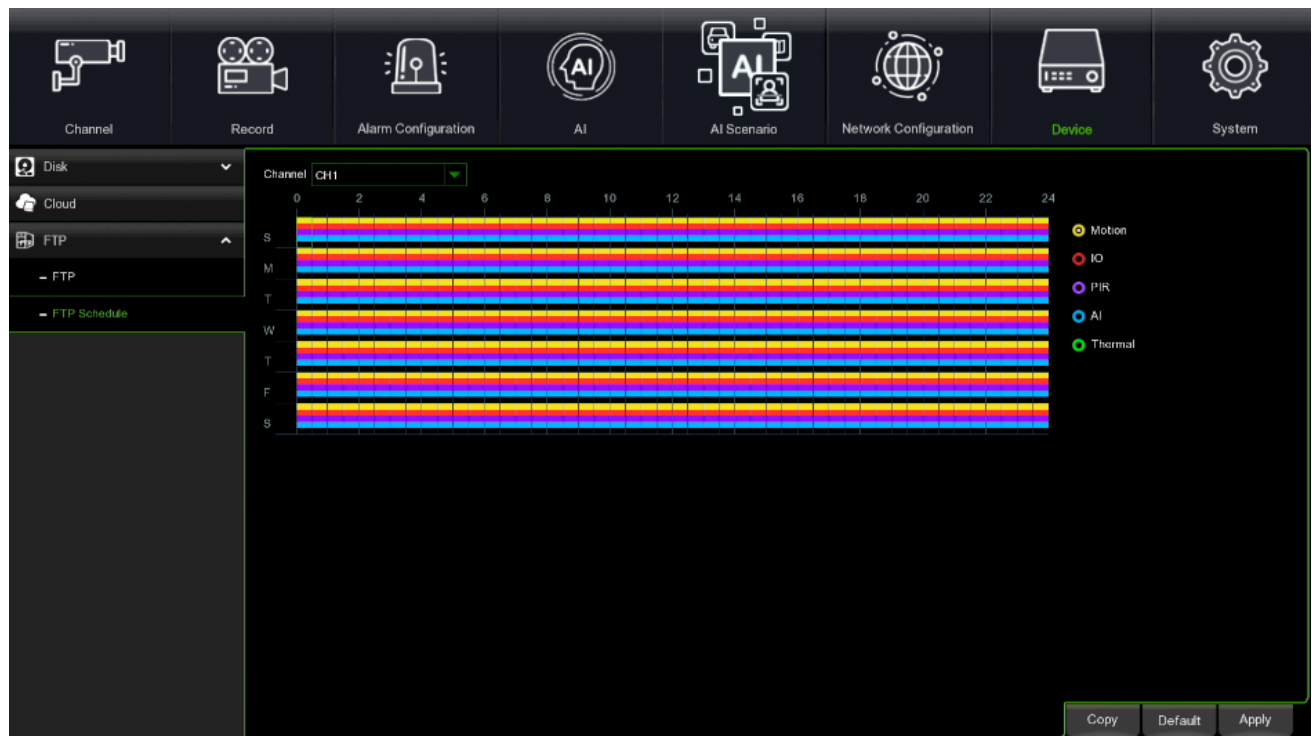 AI
AI
Channel Record Alarm Configuration AI AI Scenario Network Configuration Device System
Disk
Cloud
FTP
FTP
FTP Schedule
Channel CH1
0 2 4 6 8 10 12 14 16 18 20 22 24
S
M
T
W
T
F
S
Motion
IO
PIR
AI
Thermal
Copy Default Apply